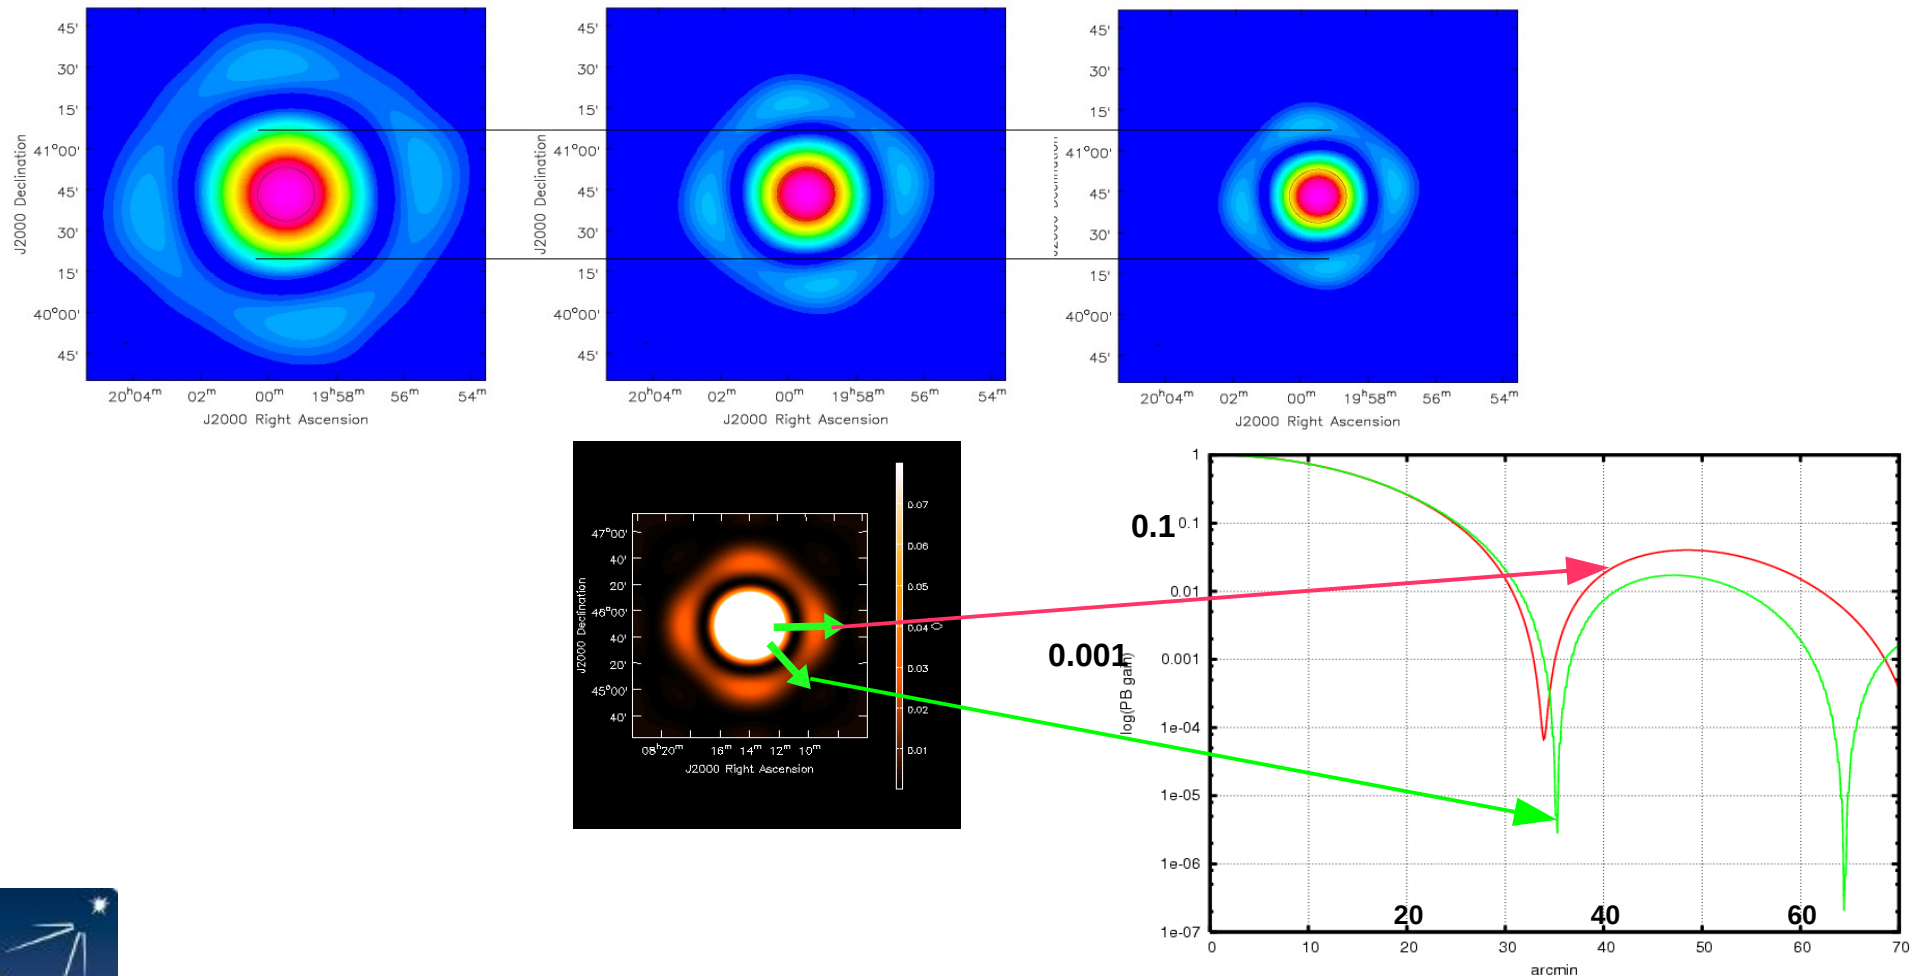 45'
30'
15'
41°00'
45'
30'
15'
40°00'
45'
J2000 Declination
20h04m 02m 00m 19h58m 56m 54m
J2000 Right Ascension
45'
30'
15'
41°00'
45'
30'
15'
40°00'
45'
J2000 Declination
20h04m 02m 00m 19h58m 56m 54m
J2000 Right Ascension
45'
30'
15'
41°00'
45'
30'
15'
40°00'
45'
J2000 Declination
20h04m 02m 00m 19h58m 56m 54m
J2000 Right Ascension
47°00'
40'
20'
46°00'
40'
20'
45°00'
40'
J2000 Declination
08h20m 16m 14m 12m 10m
J2000 Right Ascension
0.07
0.06
0.05
0.04
0.03
0.02
0.01
0.1
0.001
log(PB gain)
1
0.1
0.01
0.001
1e-04
1e-05
1e-06
1e-07
20 40 60
0 10 20 30 40 50 60 70
arcmin